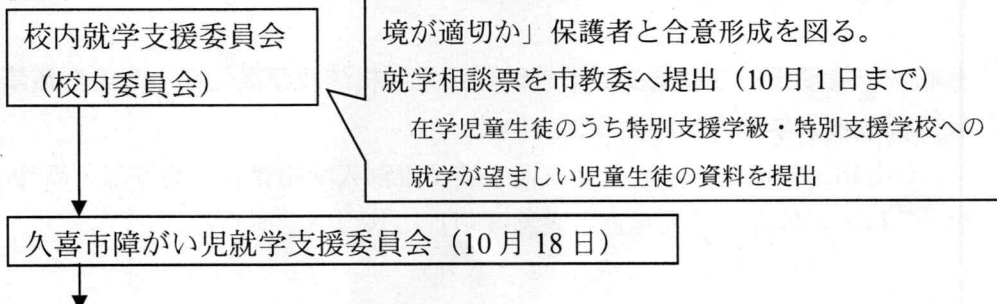 校内就学支援委員会
(校内委員会)
境が適切か」保護者と合意形成を図る。
就学相談票を市教委へ提出(10月1日まで)
在学児童生徒のうち特別支援学級・特別支援学校への
就学が望ましい児童生徒の資料を提出
久喜市障がい児就学支援委員会(10月18日)